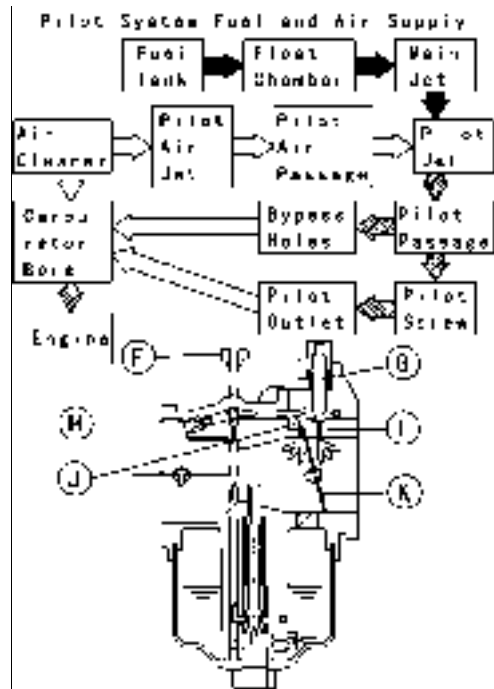 Pilot System Fuel and Air Supply
Fuel
Tank
Float
Chamber
Main
Jet
Air
Cleaner
Pilot
Air
Jet
Pilot
Air
Passage
Pilot
Jet
Carbu
retor
Bore
Bypass
Holes
Pilot
Passage
Engine
Pilot
Outlet
Pilot
Screw
F
G
H
I
J
K